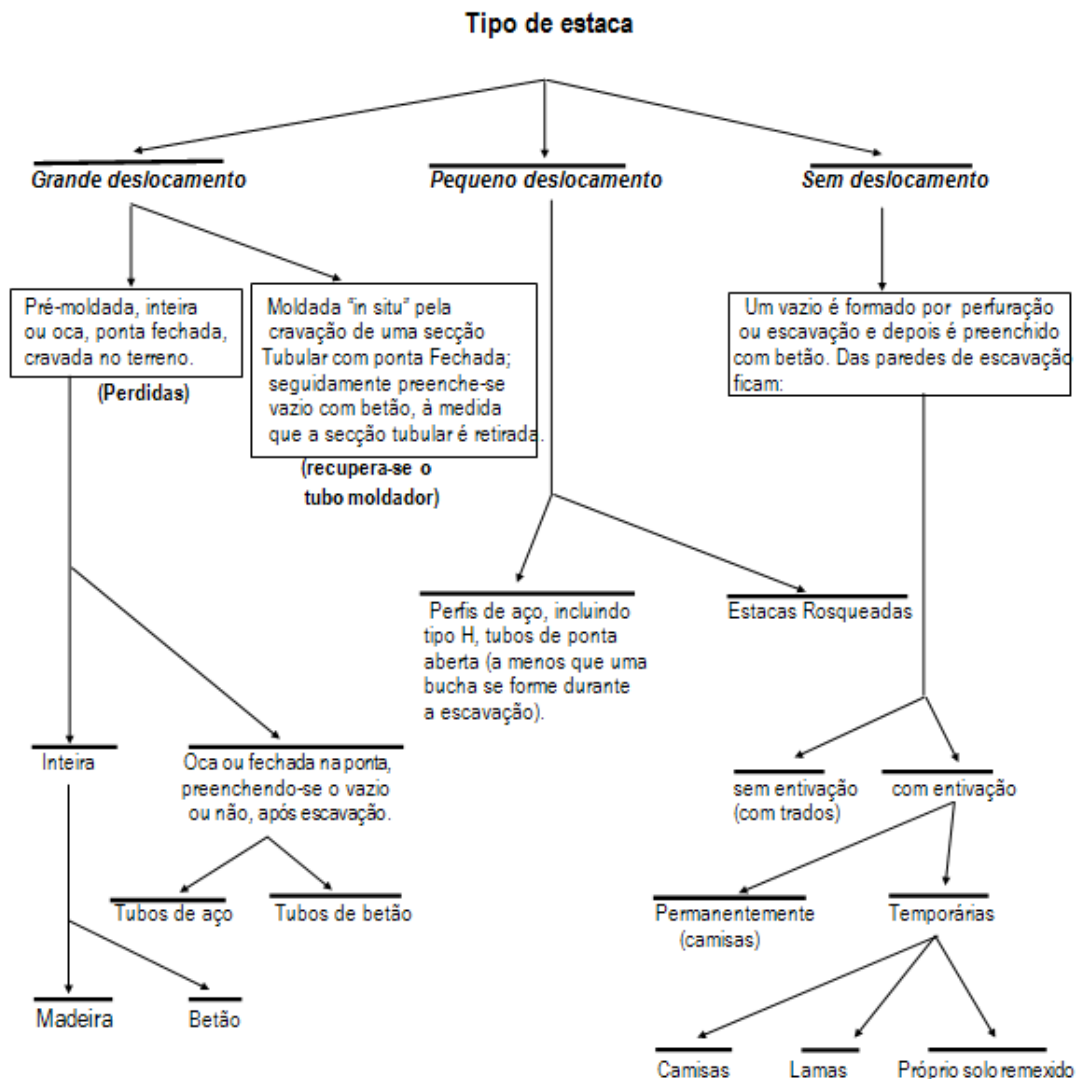 Tipo de estaca
Grande deslocamento
Pequeno deslocamento
Sem deslocamento
Pré-moldada, inteira
ou oca, ponta fechada,
cravada no terreno.
(Perdidas)
Moldada “in situ” pela
cravação de uma secção
Tubular com ponta Fechada;
seguidamente preenche-se
vazio com betão, à medida
que a secção tubular é retirada.
(recupera-se o
tubo moldador)
Um vazio é formado por perfuração
ou escavação e depois é preenchido
com betão. Das paredes de escavação
ficam:
Perfis de aço, incluindo
tipo H, tubos de ponta
aberta (a menos que uma
bucha se forme durante
a escavação).
Estacas Rosqueadas
Inteira
Oca ou fechada na ponta,
preenchendo-se o vazio
ou não, após escavação.
sem entivação
(com trados)
com entivação
Tubos de aço
Tubos de betão
Permanentemente
(camisas)
Temporárias
Madeira
Betão
Camisas
Lamas
Próprio solo remexido